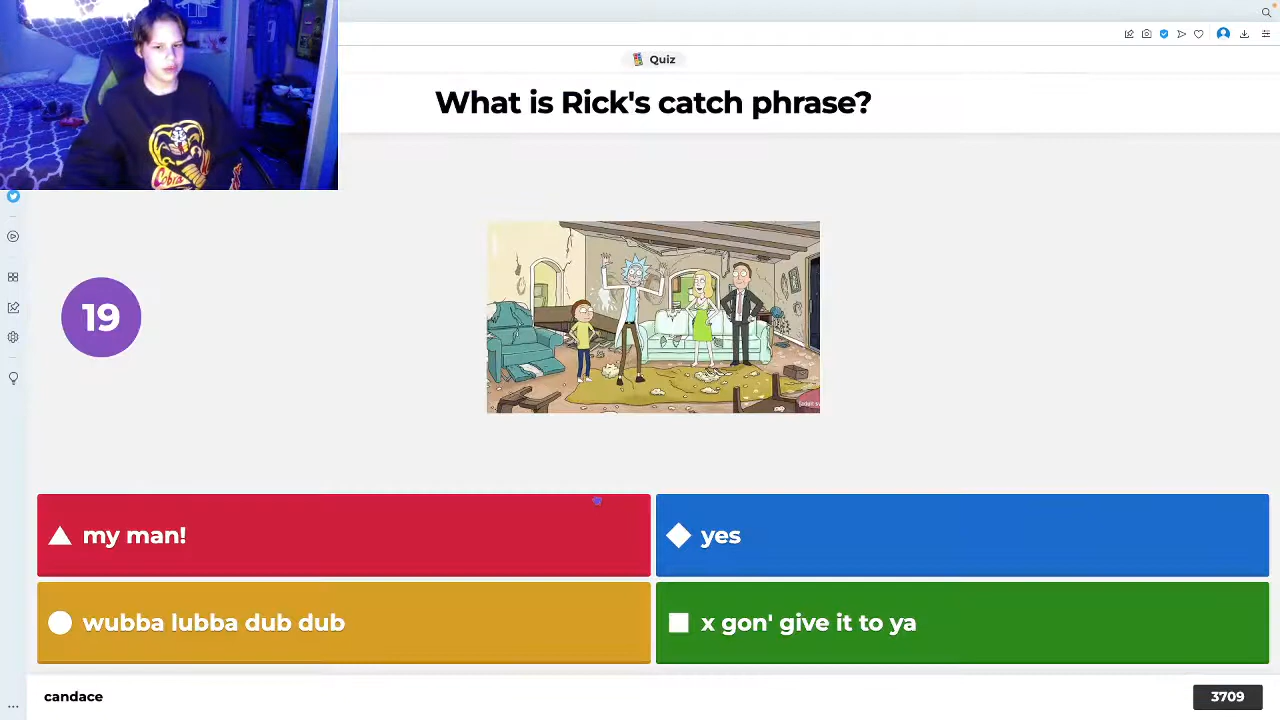 Quiz
What is Rick's catch phrase?
Cobra
19
my man!
yes
wubba lubba dub dub
x gon' give it to ya
candace
3709